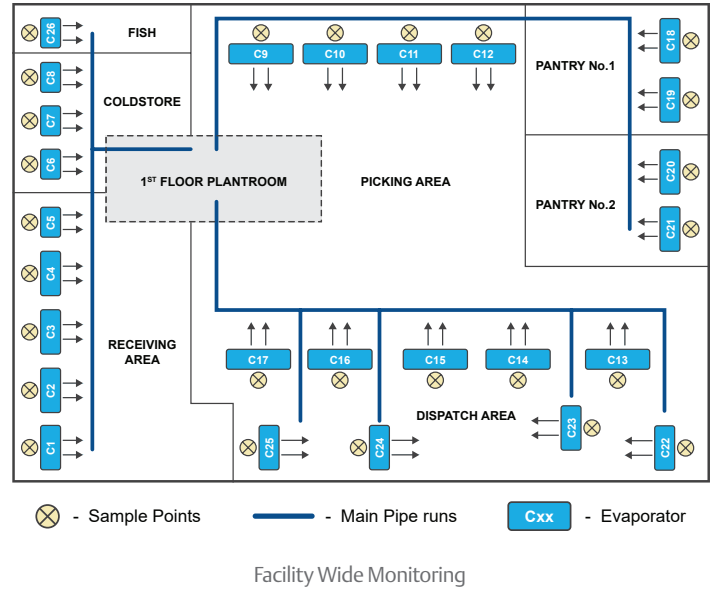 C26
FISH
C9
C10
C11
C12
C18
PANTRY No.1
C8
COLDSTORE
C7
C19
C6
1ST FLOOR PLANTROOM
PICKING AREA
C20
PANTRY No.2
C5
C21
C4
C3
RECEIVING
AREA
C17
C16
C15
C14
C13
C2
DISPATCH AREA
C1
C25
C24
C23
C22
- Sample Points
- Main Pipe runs
Cxx
- Evaporator
Facility Wide Monitoring